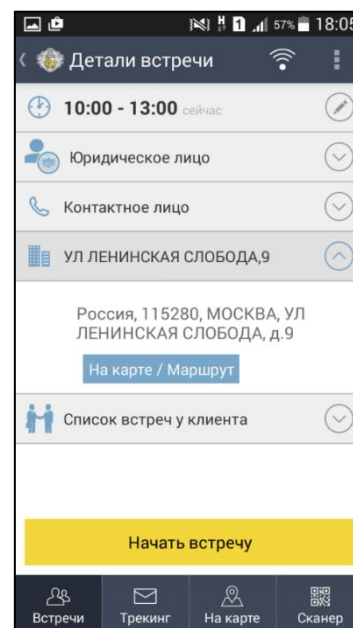 1 57% 18:05
Детали встречи
10:00 - 13:00 сейчас
Юридическое лицо
Контактное лицо
УЛ ЛЕНИНСКАЯ СЛОБОДА,9
Россия, 115280, МОСКВА, УЛ
ЛЕНИНСКАЯ СЛОБОДА, д.9
На карте / Маршрут
Список встреч у клиента
Начать встречу
Встречи Трекинг На карте Сканер